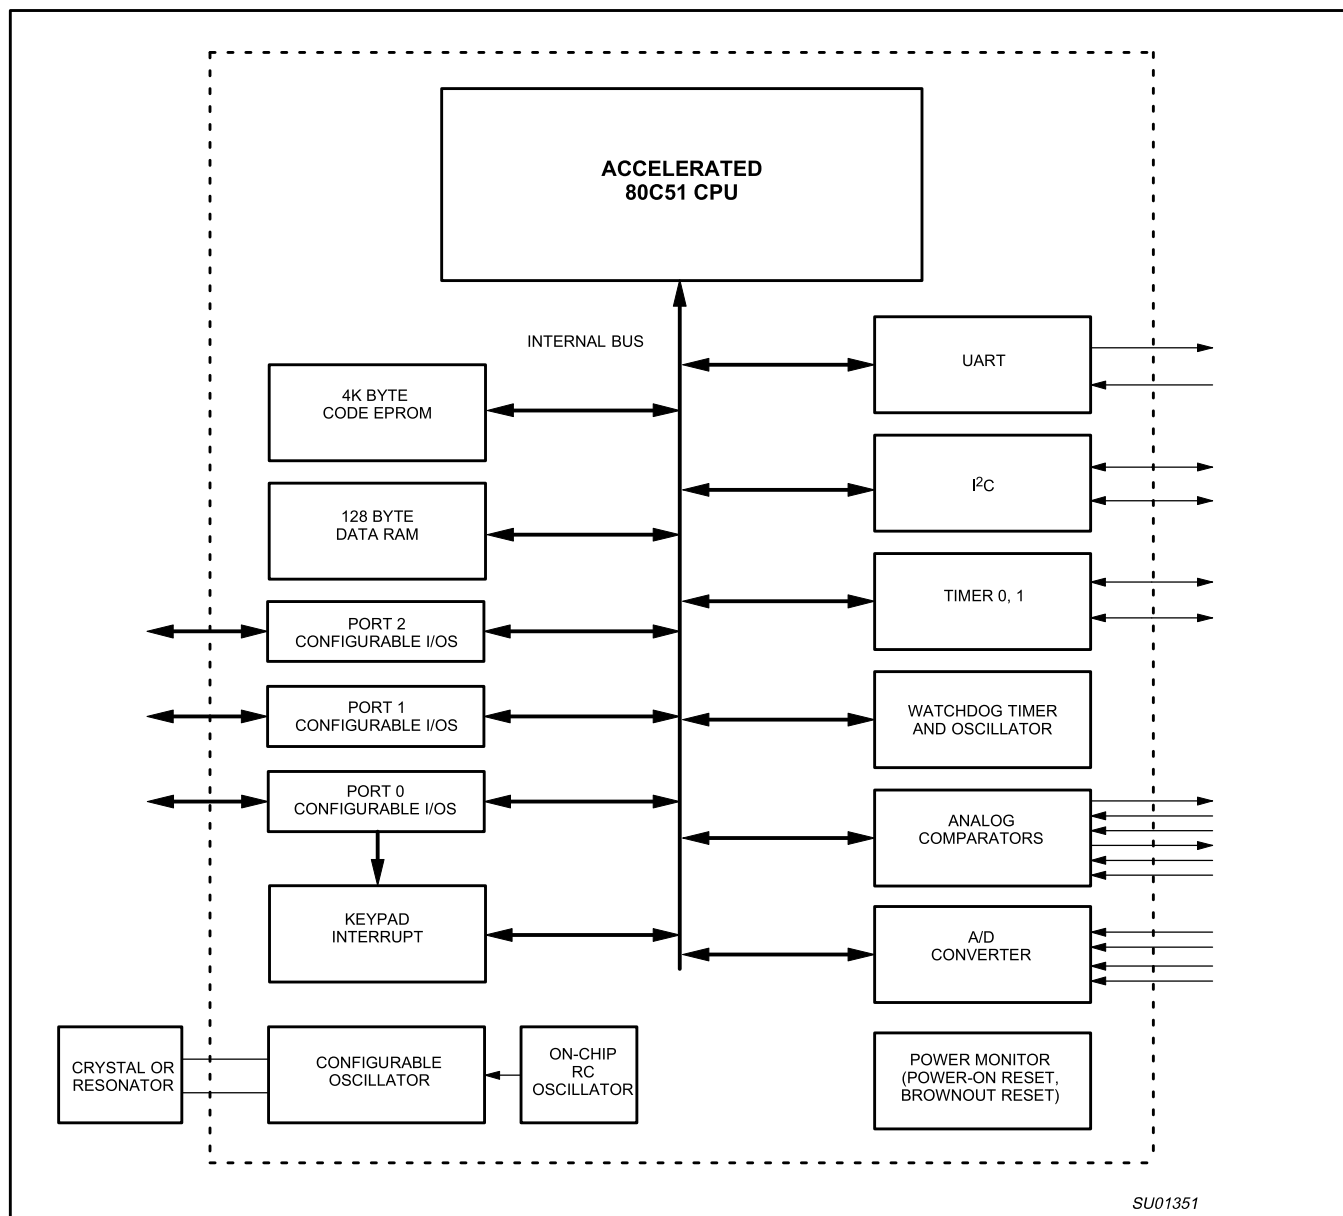 ACCELERATED
80C51 CPU
INTERNAL BUS
4K BYTE
CODE EPROM
128 BYTE
DATA RAM
PORT 2
CONFIGURABLE I/OS
PORT 1
CONFIGURABLE I/OS
PORT 0
CONFIGURABLE I/OS
KEYPAD
INTERRUPT
CRYSTAL OR
RESONATOR
CONFIGURABLE
OSCILLATOR
ON-CHIP
RC
OSCILLATOR
UART
I²C
TIMER 0, 1
WATCHDOG TIMER
AND OSCILLATOR
ANALOG
COMPARATORS
A/D
CONVERTER
POWER MONITOR
(POWER-ON RESET,
BROWNOUT RESET)
SU01351